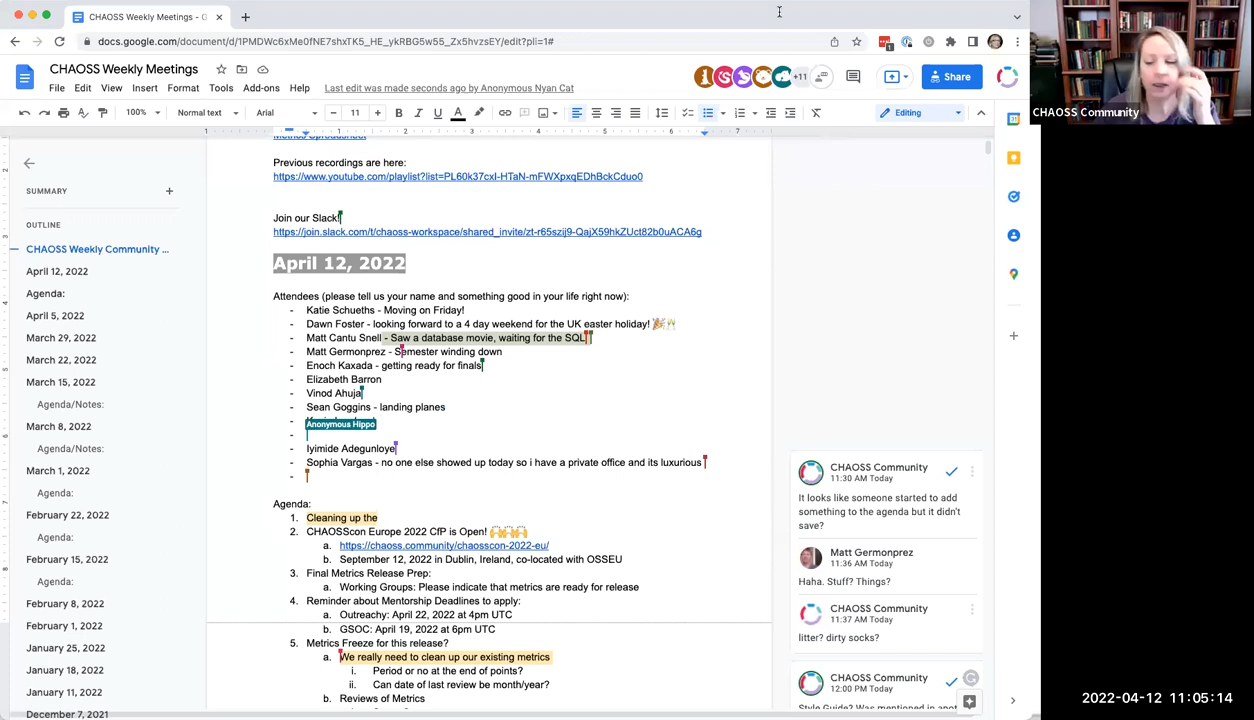 CHAOSS Weekly Meetings - G
docs.google.com/document/d/1PMDWc6xMe0fNE7shxTK5_HE_ykRBG5w55_Zx5hvzsEY/edit?pli=1#
CHAOSS Weekly Meetings
File Edit View Insert Format Tools Add-ons Help Last edit was made seconds ago by Anonymous Nyan Cat
+11
Share
100% Normal text Arial 11 Editing
CHAOSS Community
1 1 2 3 4 5 6 7
SUMMARY
OUTLINE
CHAOSS Weekly Community ...
April 12, 2022
Agenda:
April 5, 2022
March 29, 2022
March 22, 2022
March 15, 2022
Agenda/Notes:
March 8, 2022
Agenda/Notes:
March 1, 2022
Agenda:
February 22, 2022
Agenda:
February 15, 2022
Agenda:
February 8, 2022
February 1, 2022
January 25, 2022
January 18, 2022
January 11, 2022
December 7, 2021
Metrics Spreadsheet
Previous recordings are here:
https://www.youtube.com/playlist?list=PL60k37cxI-HTaN-mFWXpxqEDhBckCduo0
Join our Slack!
https://join.slack.com/t/chaoss-workspace/shared_invite/zt-r65szij9-QajX59hkZUct82b0uACA6g
April 12, 2022
Attendees (please tell us your name and something good in your life right now):
- Katie Schueths - Moving on Friday!
- Dawn Foster - looking forward to a 4 day weekend for the UK easter holiday! 🎉🥂
- Matt Cantu Snell - Saw a database movie, waiting for the SQL
- Matt Germonprez - Semester winding down
- Enoch Kaxada - getting ready for finals
- Elizabeth Barron
- Vinod Ahuja
- Sean Goggins - landing planes
-
Anonymous Hippo
-
- Iyimide Adegunloye
- Sophia Vargas - no one else showed up today so i have a private office and its luxurious
-
Agenda:
1. Cleaning up the
2. CHAOSScon Europe 2022 CfP is Open! 🙌🙌🙌
a. https://chaoss.community/chaosscon-2022-eu/
b. September 12, 2022 in Dublin, Ireland, co-located with OSSEU
3. Final Metrics Release Prep:
a. Working Groups: Please indicate that metrics are ready for release
4. Reminder about Mentorship Deadlines to apply:
a. Outreachy: April 22, 2022 at 4pm UTC
b. GSOC: April 19, 2022 at 6pm UTC
5. Metrics Freeze for this release?
a. We really need to clean up our existing metrics
i. Period or no at the end of points?
ii. Can date of last review be month/year?
b. Reviews of Metrics
CHAOSS Community
11:30 AM Today
It looks like someone started to add
something to the agenda but it didn't
save?
Matt Germonprez
11:36 AM Today
Haha. Stuff? Things?
CHAOSS Community
11:37 AM Today
litter? dirty socks?
CHAOSS Community
12:00 PM Today
Style Guide? Was mentioned in
2022-04-12 11:05:14